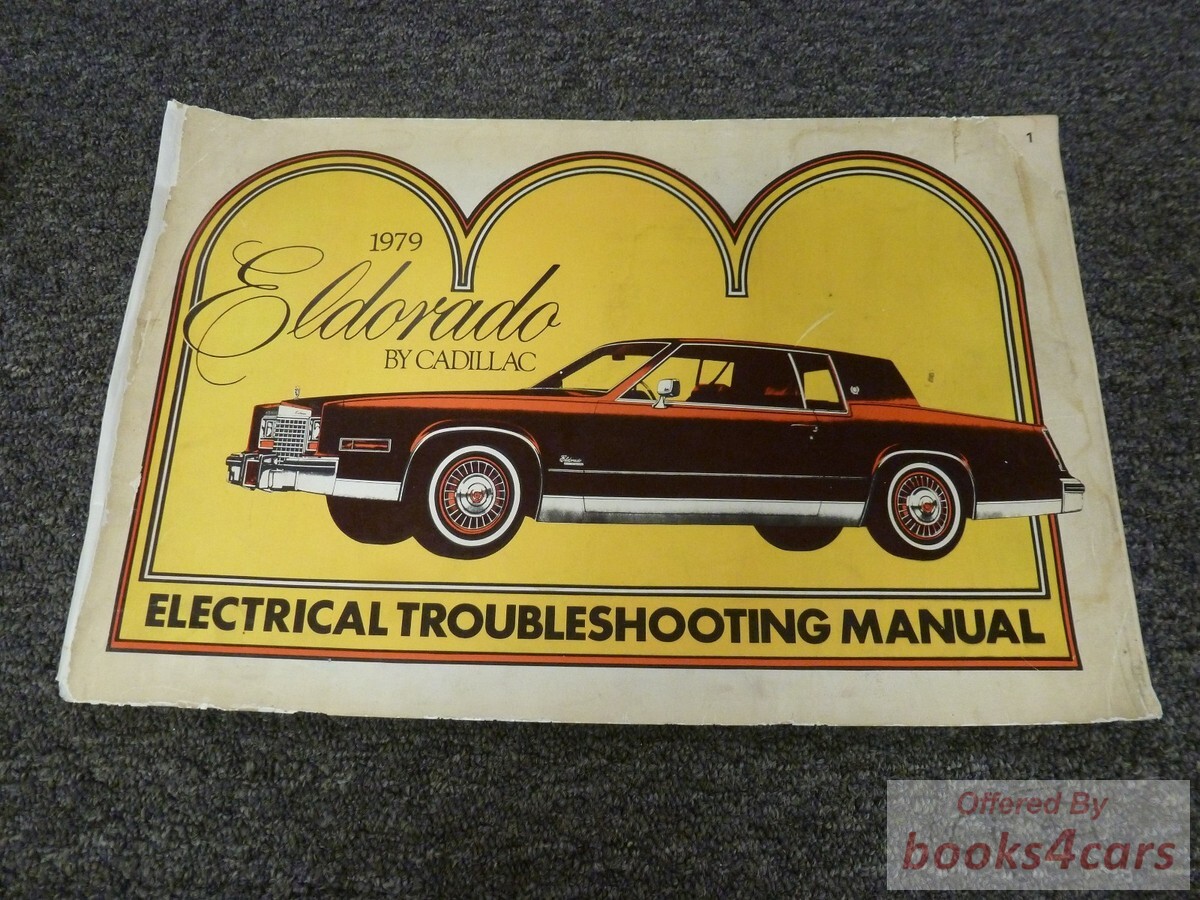 1
1979
Eldorado
BY CADILLAC
ELECTRICAL TROUBLESHOOTING MANUAL
Offered By
books4cars